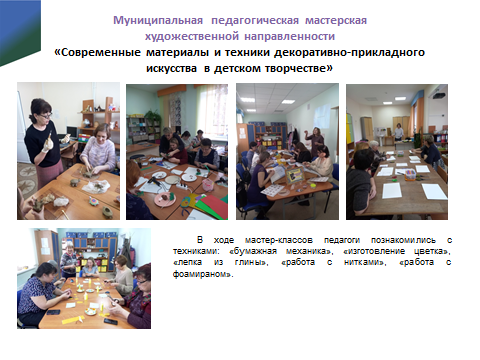 Муниципальная педагогическая мастерская
художественной направленности
«Современные материалы и техники декоративно-прикладного
искусства в детском творчестве»
В ходе мастер-классов педагоги познакомились с
техниками: «бумажная механика», «изготовление цветка»,
«лепка из глины», «работа с нитками», «работа с
фоамираном».